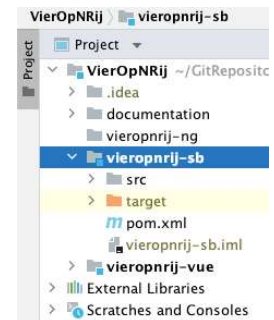 VierOpNRij vieropnrij-sb
Project
Project
VierOpNRij ~/GitRepositc
.idea
documentation
vieropnrij-ng
vieropnrij-sb
src
target
pom.xml
vieropnrij-sb.iml
vieropnrij-vue
External Libraries
Scratches and Consoles